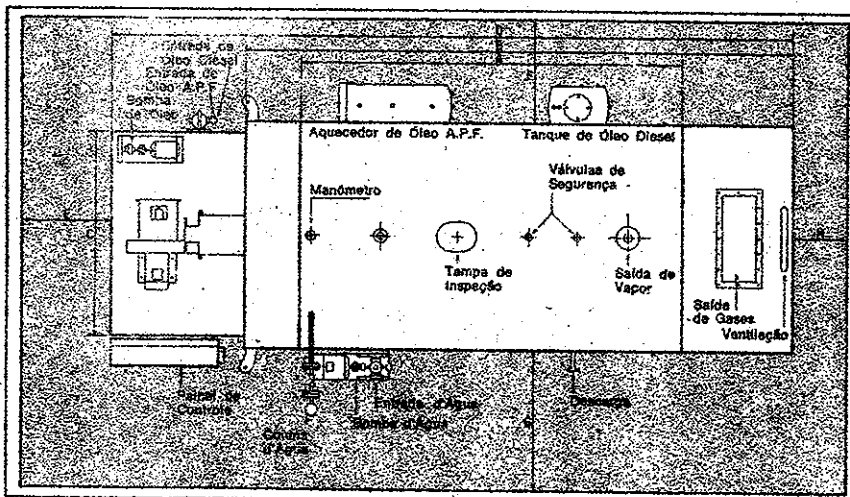 Entrada de
Óleo Diesel
Entrada de
Óleo A.P.F.
Bomba
de Óleo
Aquecedor de Óleo A.P.F.
Tanque de Óleo Diesel
Manômetro
Válvulas de
Segurança
Tampa de
Inspeção
Saída de
Vapor
Saída
de Gases
Ventilação
Painel de
Controle
Coluna
d'Água
Entrada d'Água
Bomba d'Água
Descarga